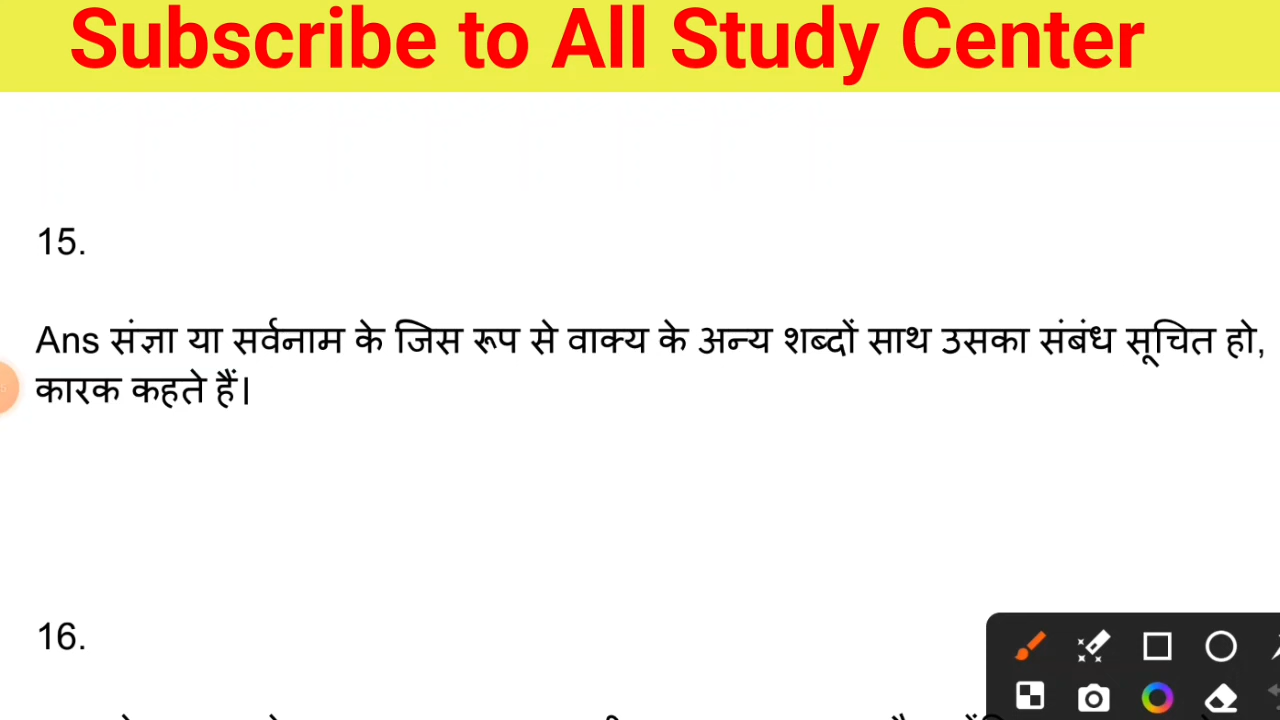 Subscribe to All Study Center
15.
Ans संज्ञा या सर्वनाम के जिस रूप से वाक्य के अन्य शब्दों साथ उसका संबंध सूचित हो,
कारक कहते हैं।
16.